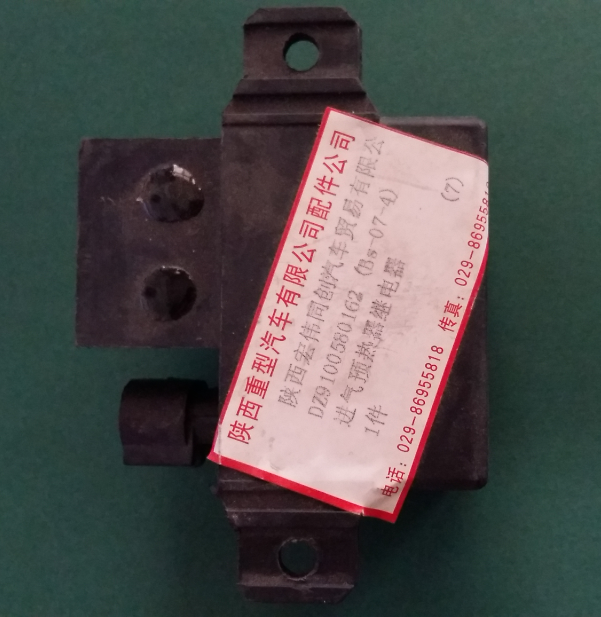 陕西重型汽车有限公司配件公司
陕西宏伟同创汽车贸易有限公
DZ9100580162 (Bs-07-4) (7)
进气预热器继电器
1件
电话: 029-86955818 传真: 029-869558